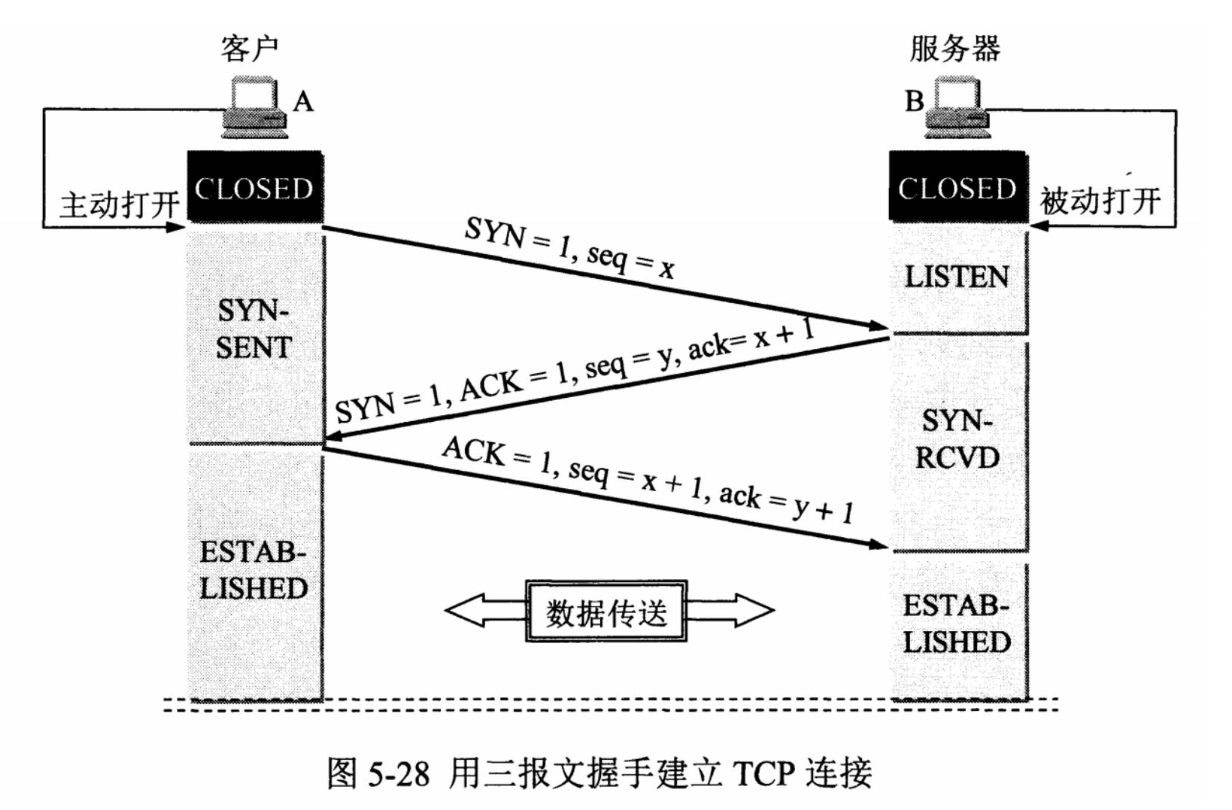 客户
服务器
A
B
CLOSED
CLOSED
主动打开
被动打开
SYN = 1, seq = x
LISTEN
SYN-
SENT
SYN = 1, ACK = 1, seq = y, ack= x + 1
SYN-
RCVD
ACK = 1, seq = x + 1, ack = y + 1
ESTAB-
LISHED
数据传送
ESTAB-
LISHED
图 5-28 用三报文握手建立 TCP 连接